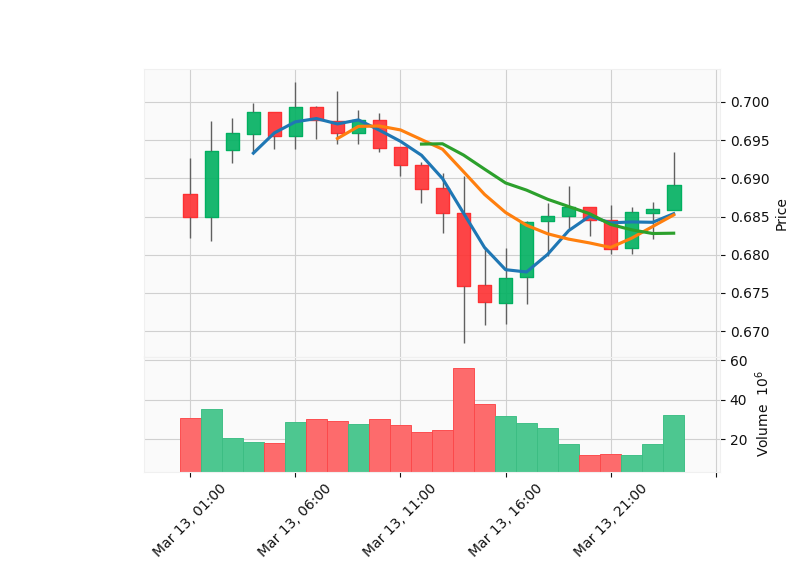 0.700
0.695
0.690
0.685
0.680
0.675
0.670
Price
60
40
20
Volume 10^6
Mar 13, 01:00
Mar 13, 06:00
Mar 13, 11:00
Mar 13, 16:00
Mar 13, 21:00